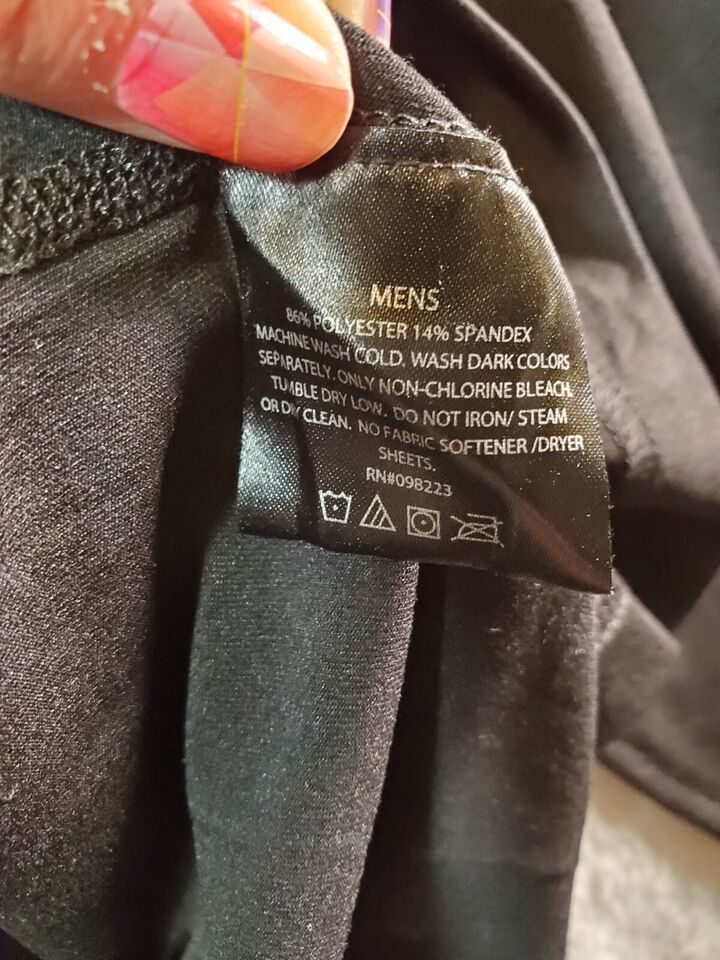 MENS
86% POLYESTER 14% SPANDEX
MACHINE WASH COLD. WASH DARK COLORS
SEPARATELY. ONLY NON-CHLORINE BLEACH.
TUMBLE DRY LOW. DO NOT IRON/ STEAM
OR DRY CLEAN. NO FABRIC SOFTENER /DRYER
SHEETS.
RN#098223